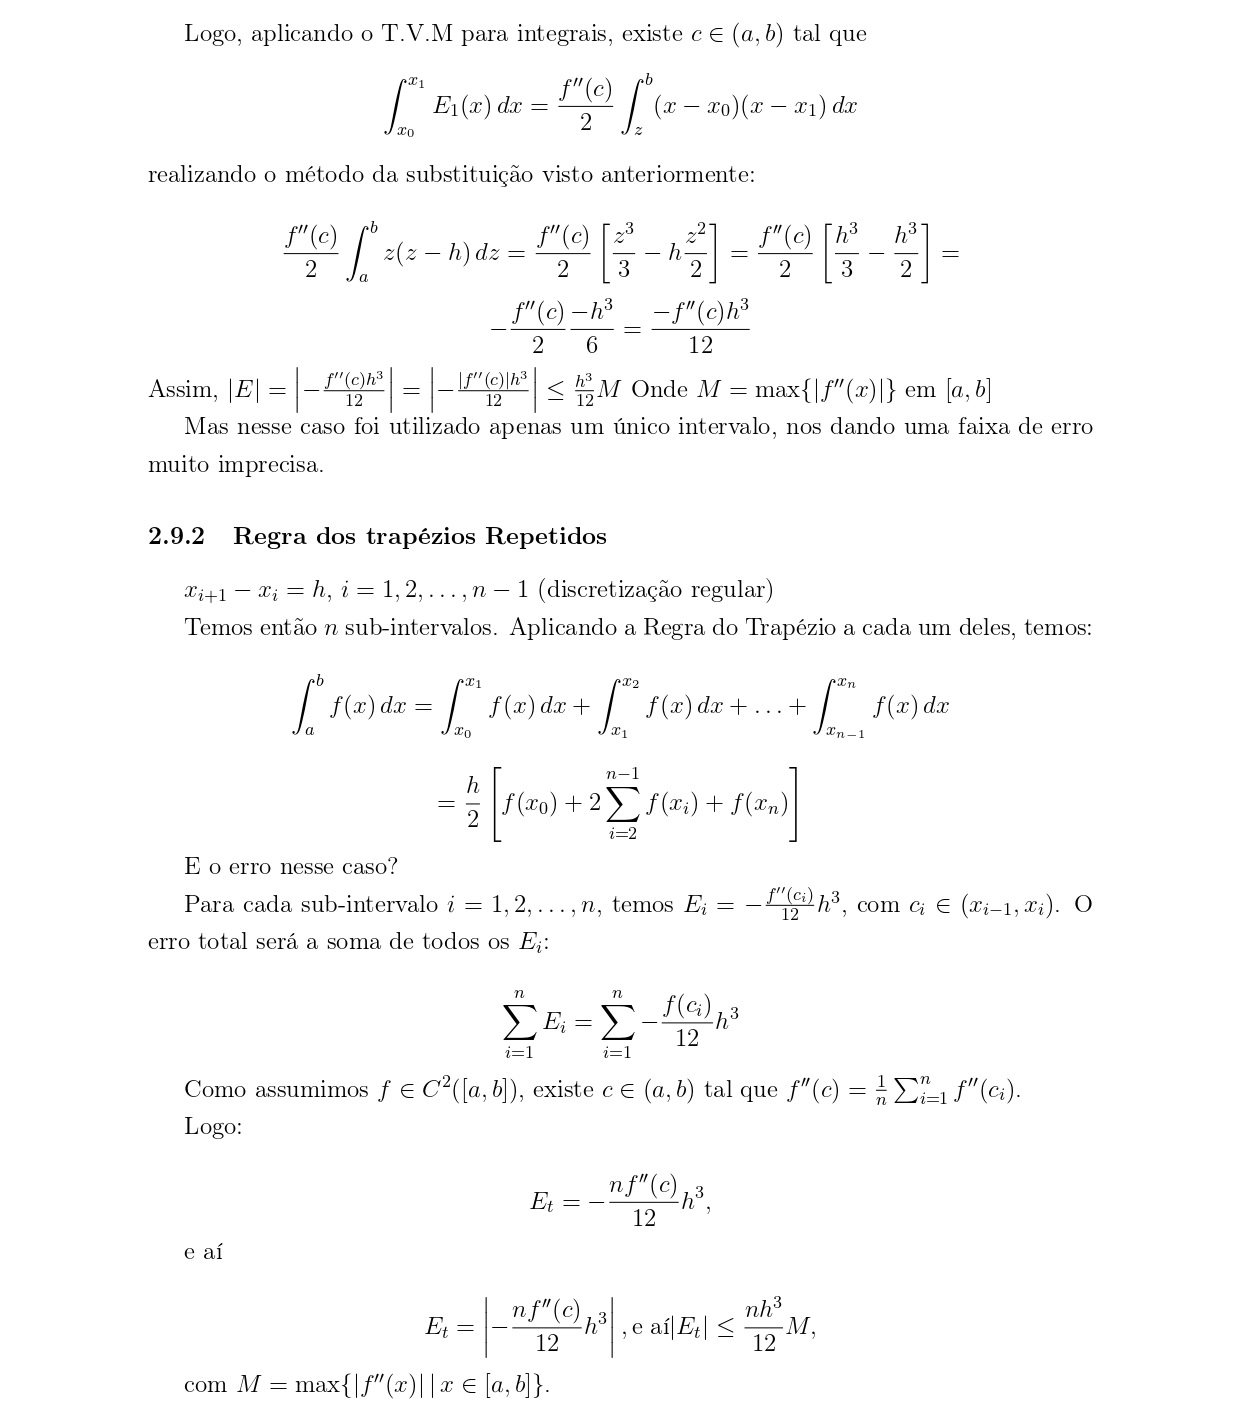 Logo, aplicando o T.V.M para integrais, existe $c \in (a, b)$ tal que
$$\int_{x_0}^{x_1} E_1(x)\, dx = \frac{f''(c)}{2} \int_z^b (x - x_0)(x - x_1)\, dx$$
realizando o método da substituição visto anteriormente:
$$\frac{f''(c)}{2} \int_a^b z(z - h)\, dz = \frac{f''(c)}{2} \left[ \frac{z^3}{3} - h\frac{z^2}{2} \right] = \frac{f''(c)}{2} \left[ \frac{h^3}{3} - \frac{h^3}{2} \right] =$$
$$-\frac{f''(c)}{2} \frac{-h^3}{6} = \frac{-f''(c)h^3}{12}$$
Assim, $|E| = \left| -\frac{f''(c)h^3}{12} \right| = \left| -\frac{|f''(c)|h^3}{12} \right| \leq \frac{h^3}{12} M$ Onde $M = \max\{|f''(x)|\}$ em $[a, b]$
Mas nesse caso foi utilizado apenas um único intervalo, nos dando uma faixa de erro
muito imprecisa.
2.9.2 Regra dos trapézios Repetidos
$x_{i+1} - x_i = h$, $i = 1, 2, \ldots, n - 1$ (discretização regular)
Temos então $n$ sub-intervalos. Aplicando a Regra do Trapézio a cada um deles, temos:
$$\int_a^b f(x)\, dx = \int_{x_0}^{x_1} f(x)\, dx + \int_{x_1}^{x_2} f(x)\, dx + \ldots + \int_{x_{n-1}}^{x_n} f(x)\, dx$$
$$= \frac{h}{2} \left[ f(x_0) + 2 \sum_{i=2}^{n-1} f(x_i) + f(x_n) \right]$$
E o erro nesse caso?
Para cada sub-intervalo $i = 1, 2, \ldots, n$, temos $E_i = -\frac{f''(c_i)}{12} h^3$, com $c_i \in (x_{i-1}, x_i)$. O
erro total será a soma de todos os $E_i$:
$$\sum_{i=1}^n E_i = \sum_{i=1}^n -\frac{f(c_i)}{12} h^3$$
Como assumimos $f \in C^2([a, b])$, existe $c \in (a, b)$ tal que $f''(c) = \frac{1}{n} \sum_{i=1}^n f''(c_i)$.
Logo:
$$E_t = -\frac{nf''(c)}{12} h^3,$$
e aí
$$E_t = \left| -\frac{nf''(c)}{12} h^3 \right|, \text{e aí} |E_t| \leq \frac{nh^3}{12} M,$$
com $M = \max\{|f''(x)|\, |\, x \in [a, b]\}$.